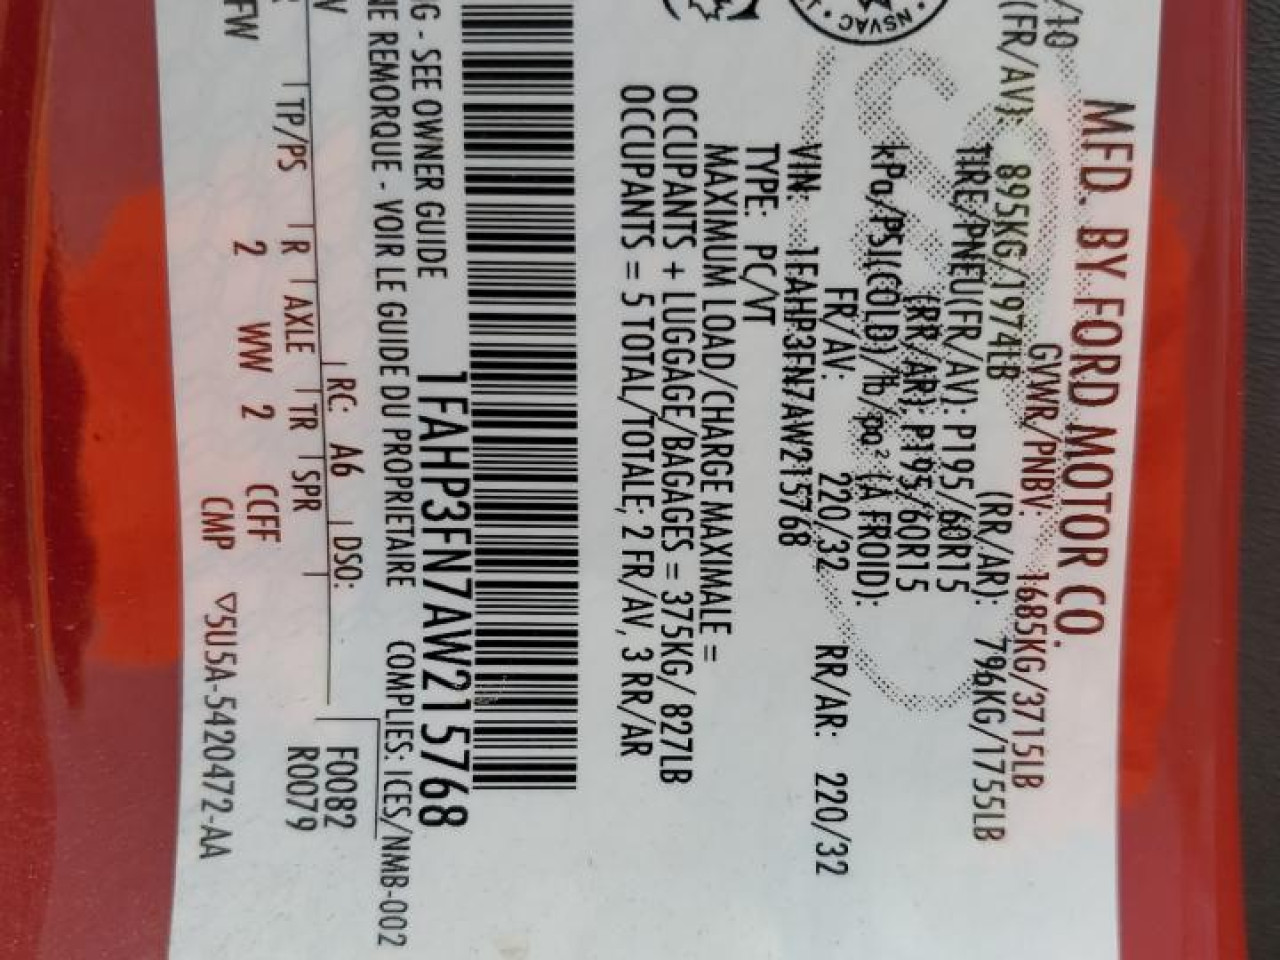 MFD. BY FORD MOTOR CO.
/10 GVWR/PNBV: 1685KG/3715LB
(FR/AV): 895KG/1974LB (RR/AR): 796KG/1755LB
TIRE/PNEU(FR/AV): P195/60R15
(RR/AR): P195/60R15
kPa/PSI(COLD)/lb/po² (A FROID):
FR/AV: 220/32 RR/AR: 220/32
VIN: 1FAHP3FN7AW215768
TYPE: PC/VT
MAXIMUM LOAD/CHARGE MAXIMALE =
OCCUPANTS + LUGGAGE/BAGAGES = 375KG/ 827LB
OCCUPANTS = 5 TOTAL/TOTALE, 2 FR/AV, 3 RR/AR
NSVAC
1FAHP3FN7AW215768
G - SEE OWNER GUIDE
NE REMORQUE - VOIR LE GUIDE DU PROPRIETAIRE COMPLIES: ICES/NMB-002
RC: A6 DSO:
F0082
R0079
TP/PS R AXLE TR SPR
FW 2 WW 2 CCFF
CMP ▽5U5A-5420472-AA